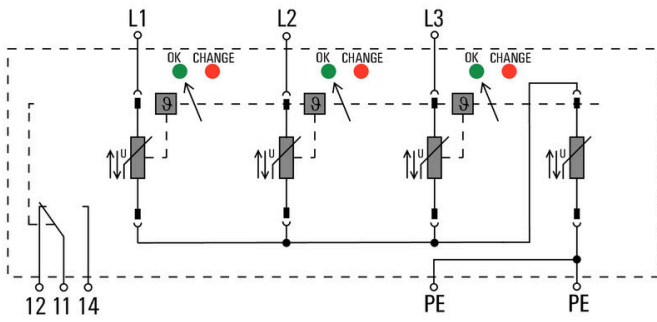 L1 L2 L3
OK CHANGE OK CHANGE OK CHANGE
ϑ ϑ ϑ
U U U U
12 11 14 PE PE